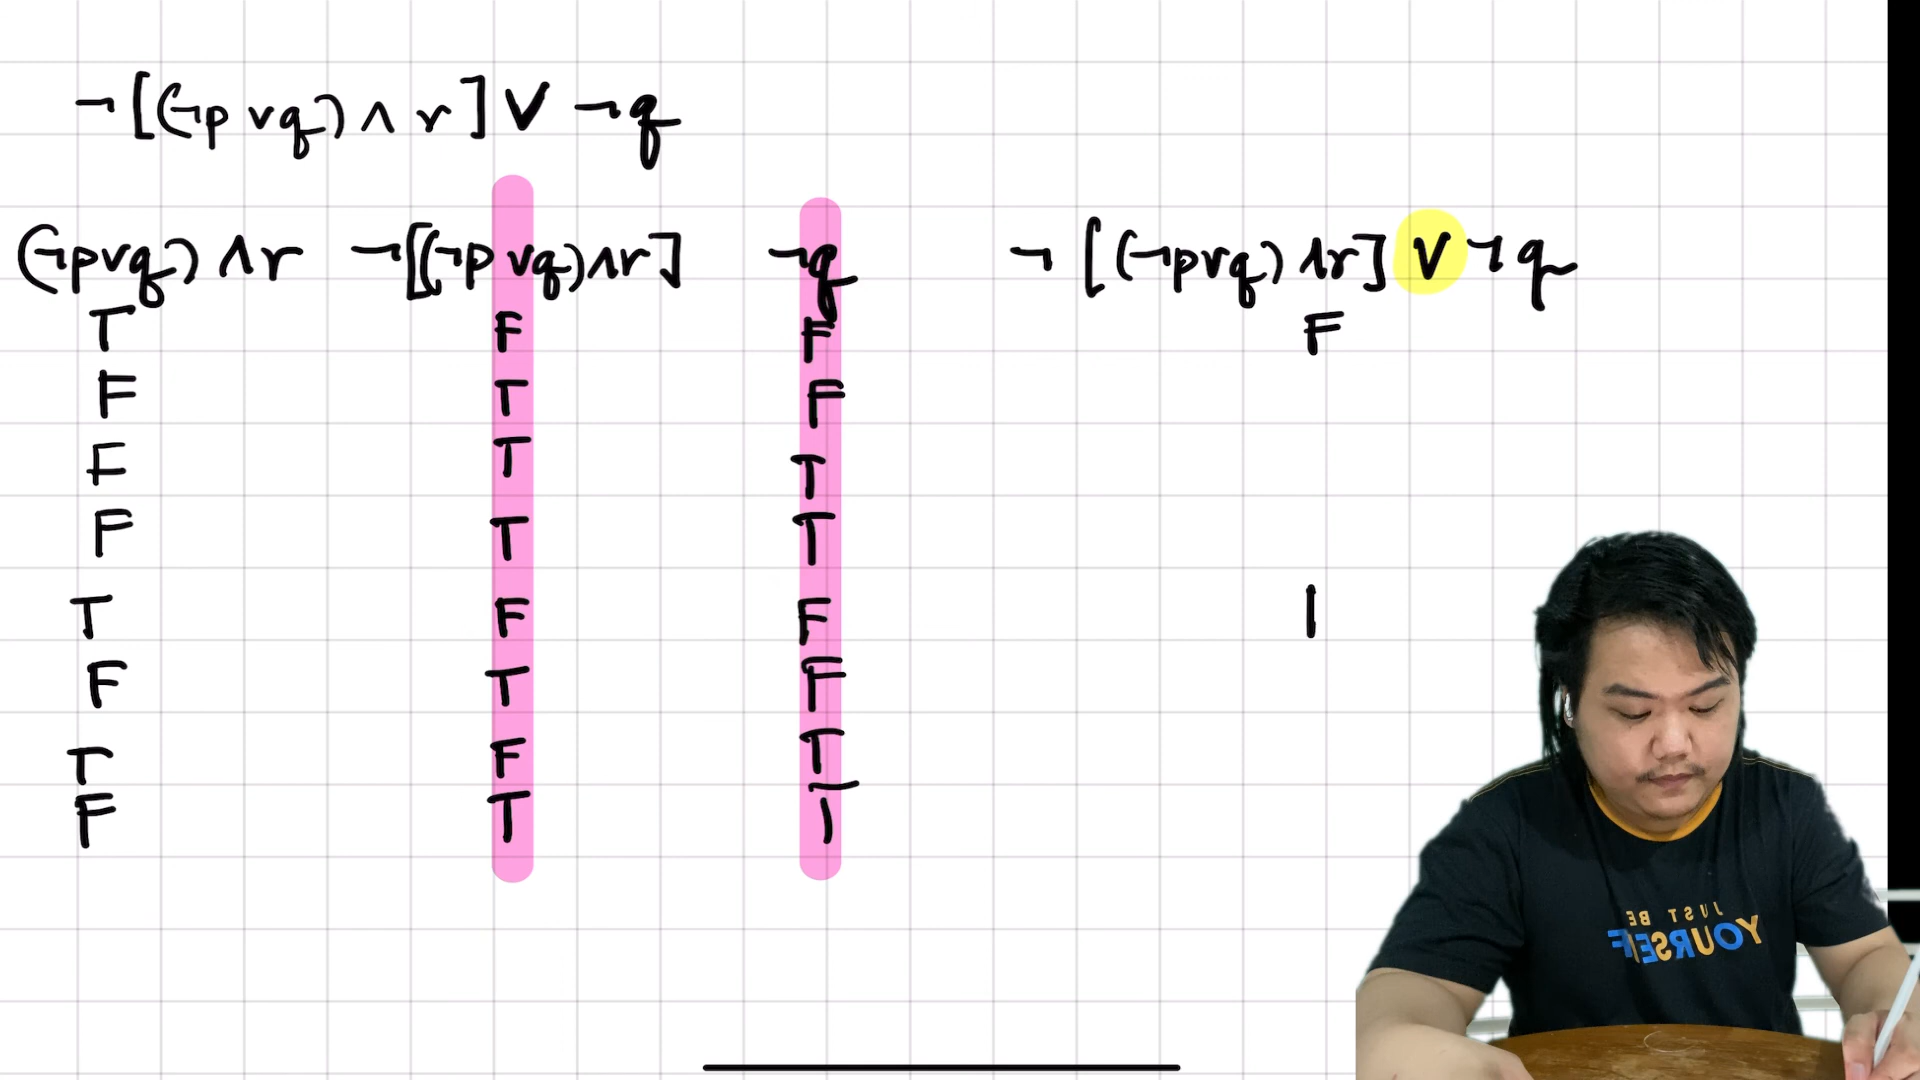 ¬[(¬p∨q)∧r]∨¬q
(¬p∨q)∧r ¬[(¬p∨q)∧r] ¬q ¬[(¬p∨q)∧r]∨¬q
T F F F
F T F
F T T
F T T
T F F |
F T F
T F T
F T T
JUST BE
YOURSELF